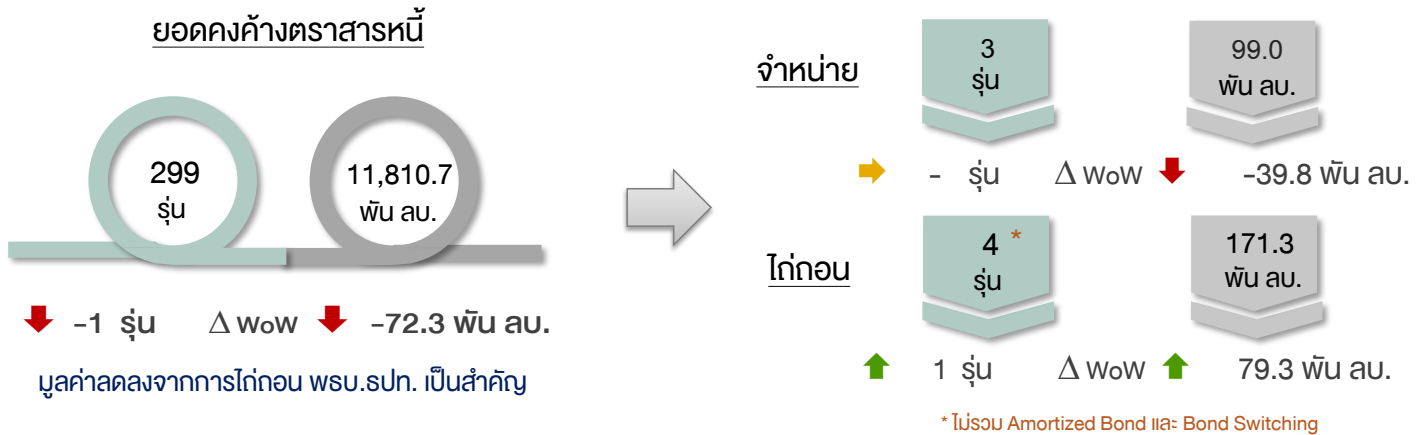 ยอดคงค้างตราสารหนี้
299
รุ่น
11,810.7
พัน ลบ.
-1 รุ่น Δ WoW -72.3 พัน ลบ.
มูลค่าลดลงจากการไถ่ถอน พธบ.ธปท. เป็นสำคัญ
จำหน่าย
3
รุ่น
99.0
พัน ลบ.
- รุ่น Δ WoW -39.8 พัน ลบ.
ไถ่ถอน
4 *
รุ่น
171.3
พัน ลบ.
1 รุ่น Δ WoW 79.3 พัน ลบ.
* ไม่รวม Amortized Bond และ Bond Switching